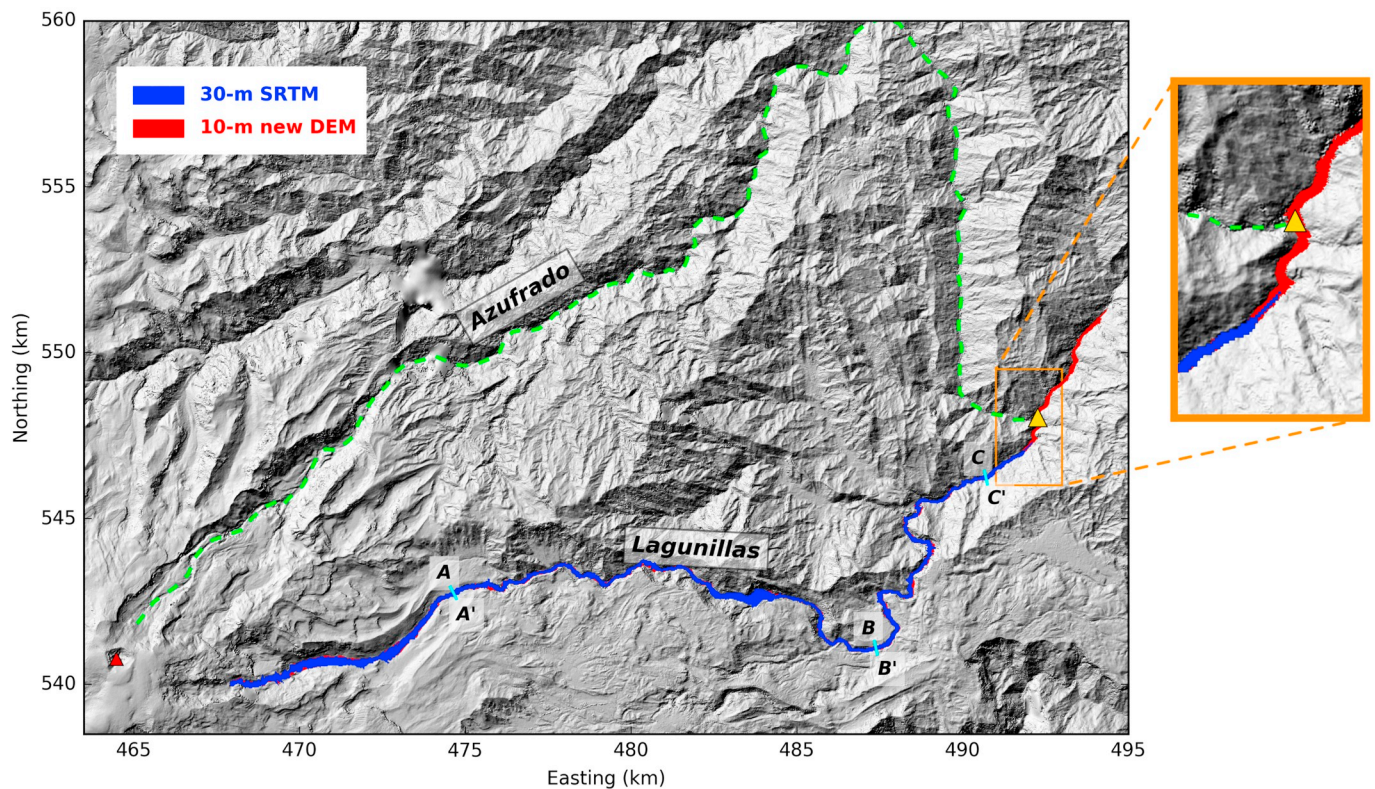 560
555
550
545
540
Northing (km)
30-m SRTM
10-m new DEM
Azufrado
Lagunillas
A
A'
B
B'
C
C'
465
470
475
480
485
490
495
Easting (km)